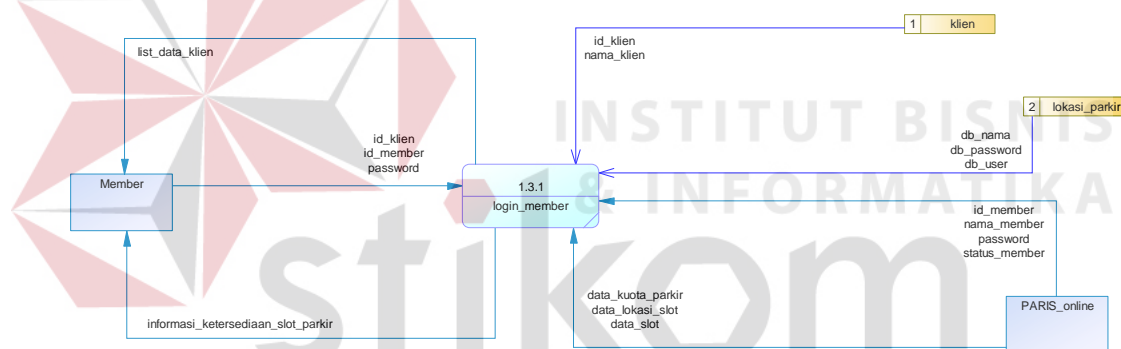 1 klien
list_data_klien
id_klien
nama_klien
2 lokasi_parkir
INSTITUT BISNIS
db_nama
db_password
db_user
id_klien
id_member
password
Member
1.3.1
login_member
& INFORMATIKA
id_member
nama_member
password
status_member
stikom
data_kuota_parkir
data_lokasi_slot
data_slot
PARIS_online
informasi_ketersediaan_slot_parkir